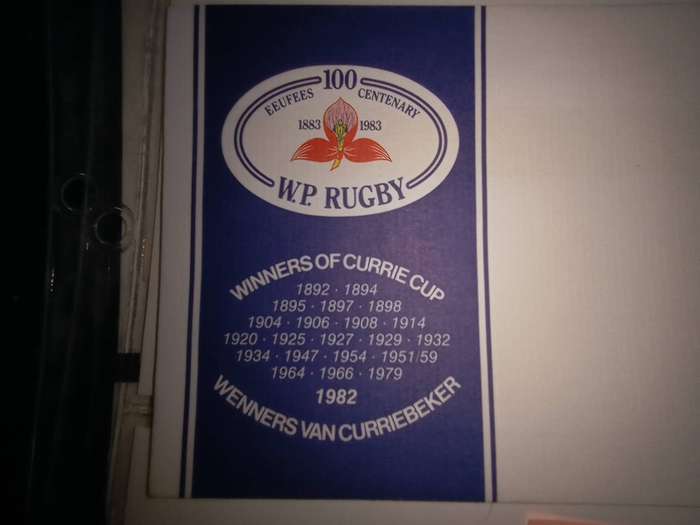 100
EEUFEES CENTENARY
1883 1983
W.P. RUGBY
WINNERS OF CURRIE CUP
1892 · 1894
1895 · 1897 · 1898
1904 · 1906 · 1908 · 1914
1920 · 1925 · 1927 · 1929 · 1932
1934 · 1947 · 1954 · 1951/59
1964 · 1966 · 1979
1982
WENNERS VAN CURRIEBEKER